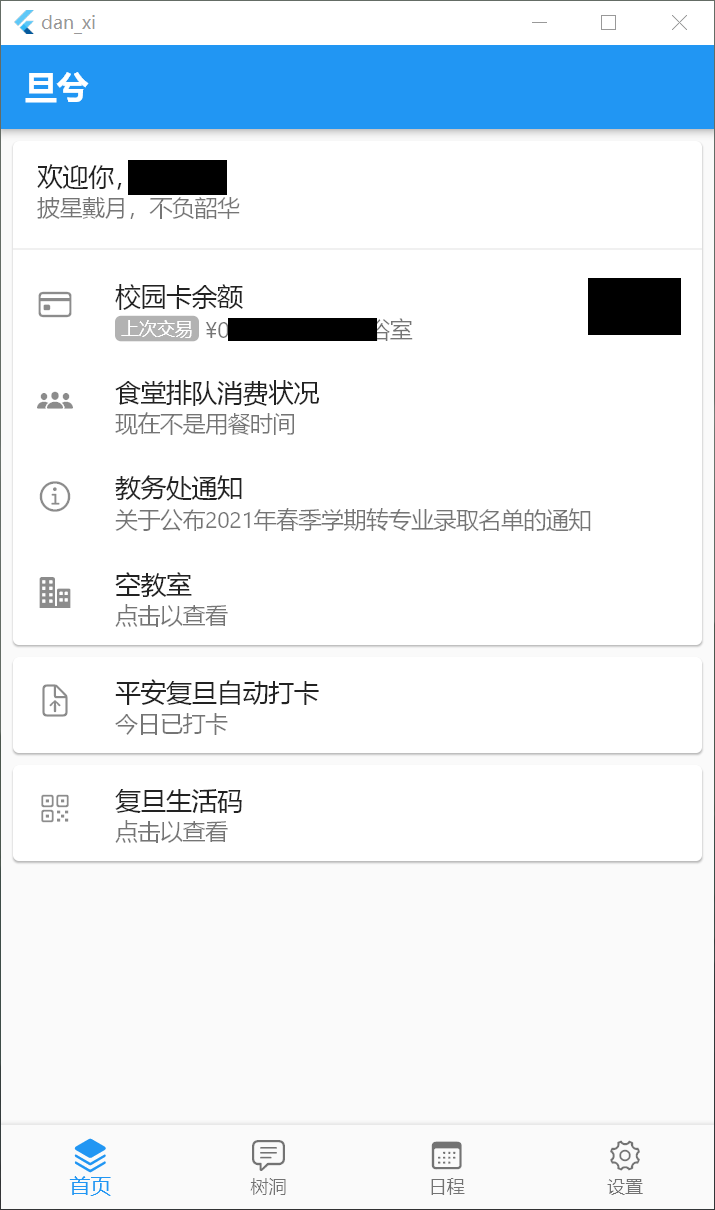 dan_xi
旦兮
欢迎你,
披星戴月，不负韶华
校园卡余额
上次交易 ¥0 浴室
食堂排队消费状况
现在不是用餐时间
教务处通知
关于公布2021年春季学期转专业录取名单的通知
空教室
点击以查看
平安复旦自动打卡
今日已打卡
复旦生活码
点击以查看
首页
树洞
日程
设置